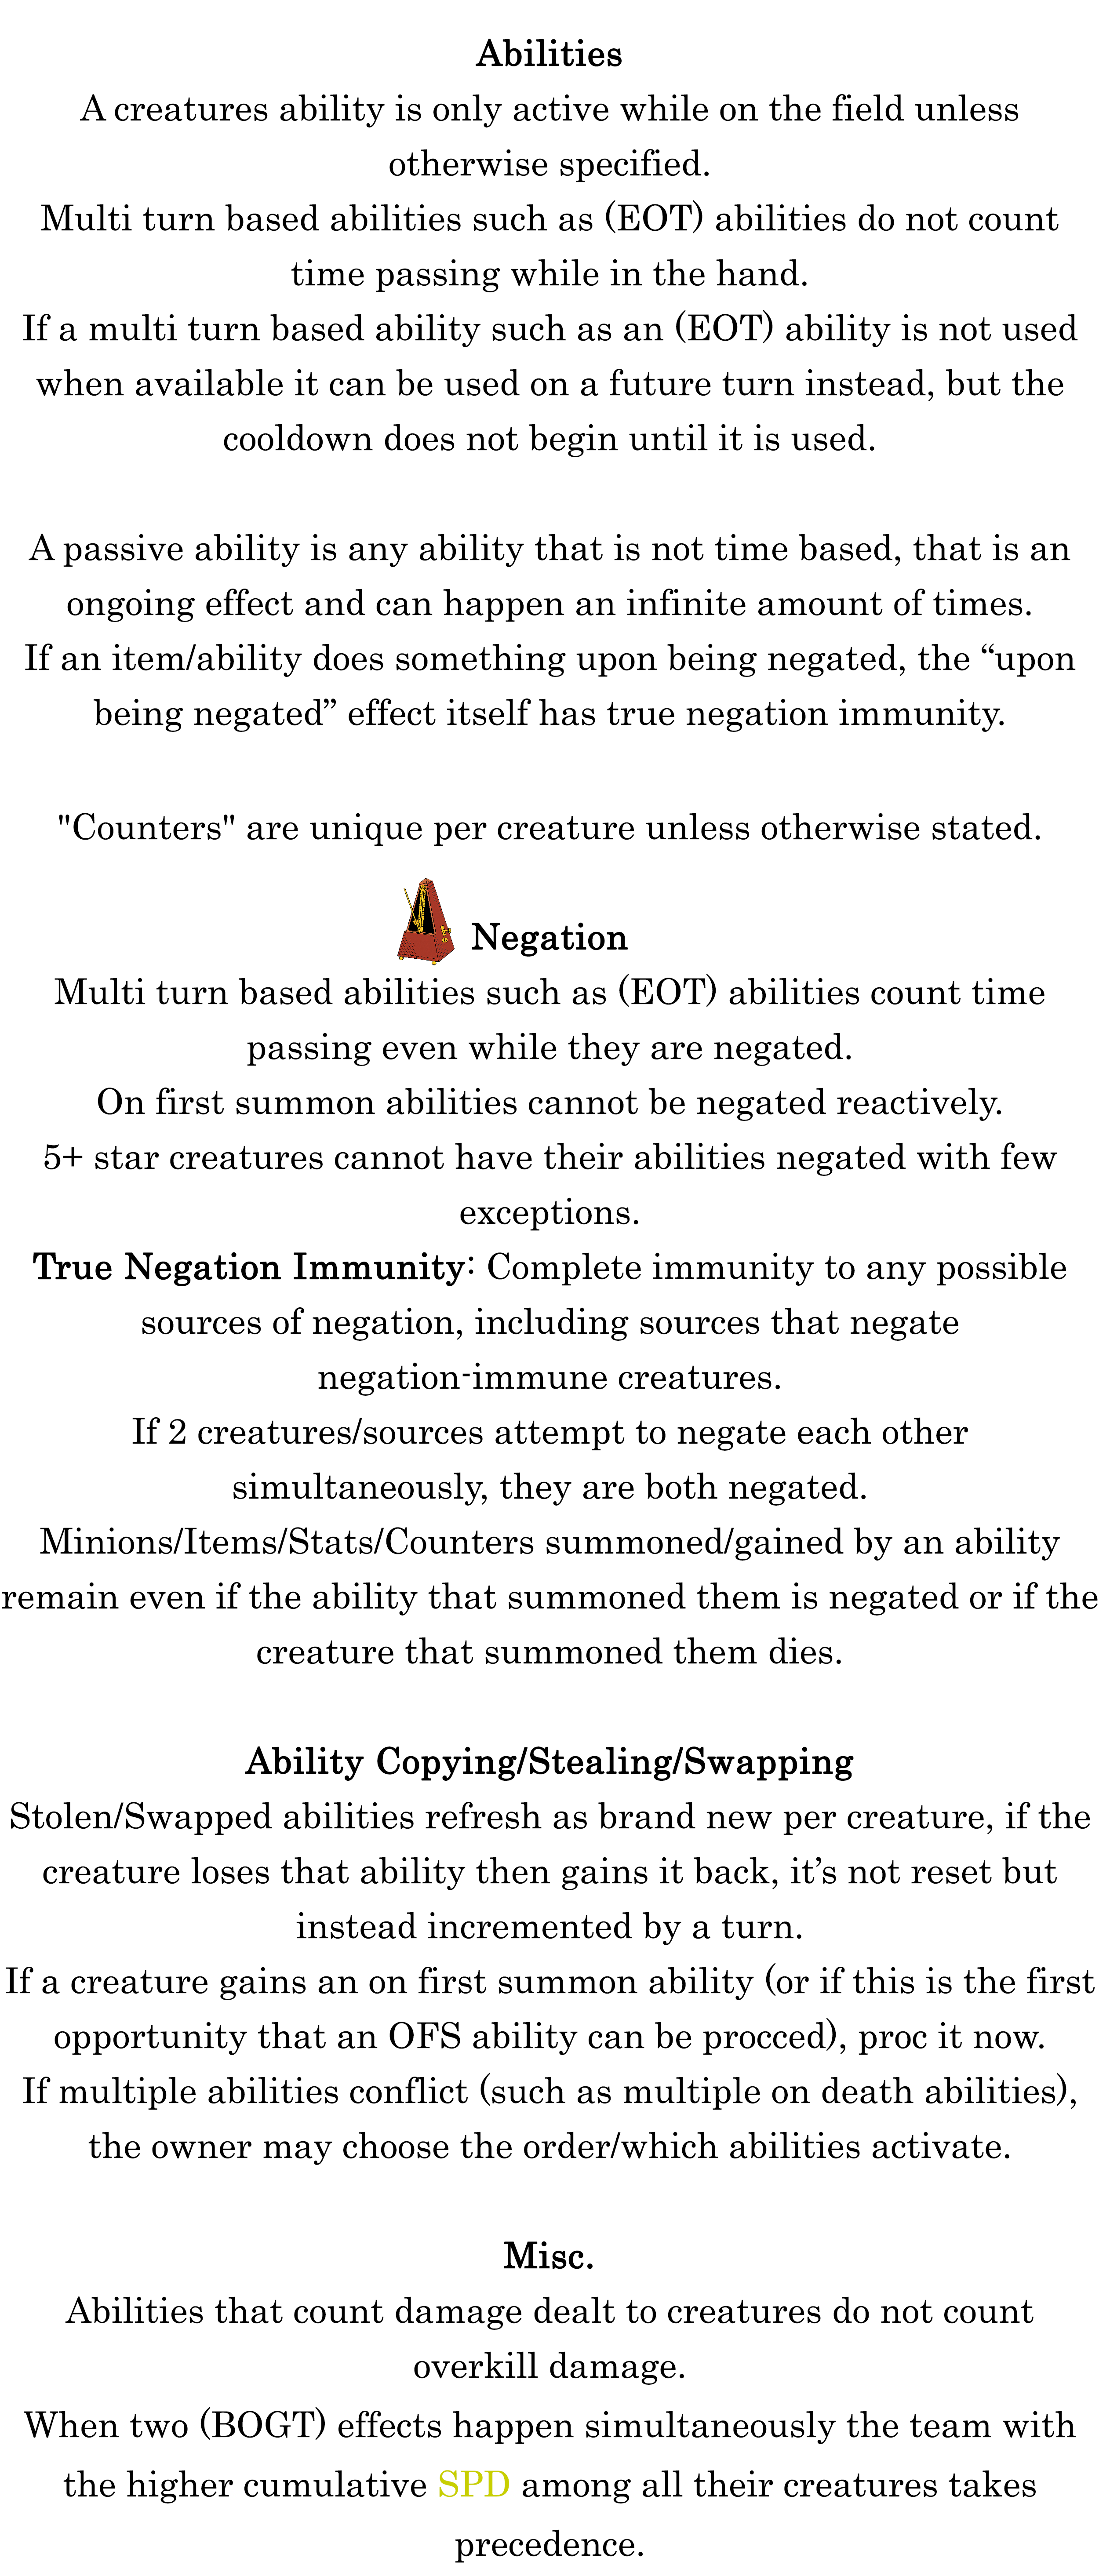 Abilities
A creatures ability is only active while on the field unless
otherwise specified.
Multi turn based abilities such as (EOT) abilities do not count
time passing while in the hand.
If a multi turn based ability such as an (EOT) ability is not used
when available it can be used on a future turn instead, but the
cooldown does not begin until it is used.
A passive ability is any ability that is not time based, that is an
ongoing effect and can happen an infinite amount of times.
If an item/ability does something upon being negated, the “upon
being negated” effect itself has true negation immunity.
"Counters" are unique per creature unless otherwise stated.
Negation
Multi turn based abilities such as (EOT) abilities count time
passing even while they are negated.
On first summon abilities cannot be negated reactively.
5+ star creatures cannot have their abilities negated with few
exceptions.
True Negation Immunity: Complete immunity to any possible
sources of negation, including sources that negate
negation-immune creatures.
If 2 creatures/sources attempt to negate each other
simultaneously, they are both negated.
Minions/Items/Stats/Counters summoned/gained by an ability
remain even if the ability that summoned them is negated or if the
creature that summoned them dies.
Ability Copying/Stealing/Swapping
Stolen/Swapped abilities refresh as brand new per creature, if the
creature loses that ability then gains it back, it’s not reset but
instead incremented by a turn.
If a creature gains an on first summon ability (or if this is the first
opportunity that an OFS ability can be procced), proc it now.
If multiple abilities conflict (such as multiple on death abilities),
the owner may choose the order/which abilities activate.
Misc.
Abilities that count damage dealt to creatures do not count
overkill damage.
When two (BOGT) effects happen simultaneously the team with
the higher cumulative SPD among all their creatures takes
precedence.